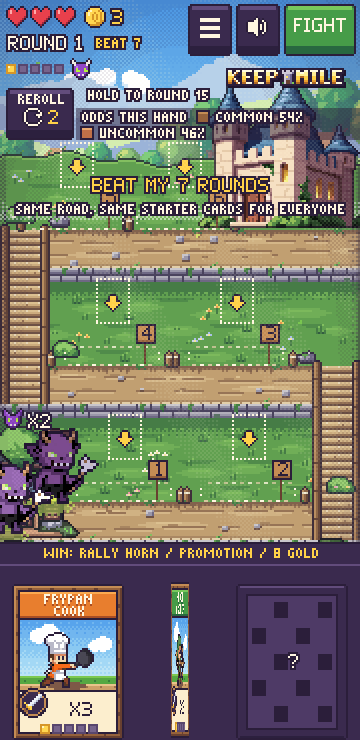 3
ROUND 1 BEAT 7
FIGHT
KEEP MILE
HOLD TO ROUND 15
REROLL
2
ODDS THIS HAND COMMON 54%
UNCOMMON 46%
BEAT MY 7 ROUNDS
SAME ROAD, SAME STARTER CARDS FOR EVERYONE
4
3
X2
1
2
WIN: RALLY HORN / PROMOTION / 8 GOLD
FRYPAN
COOK
X3
?